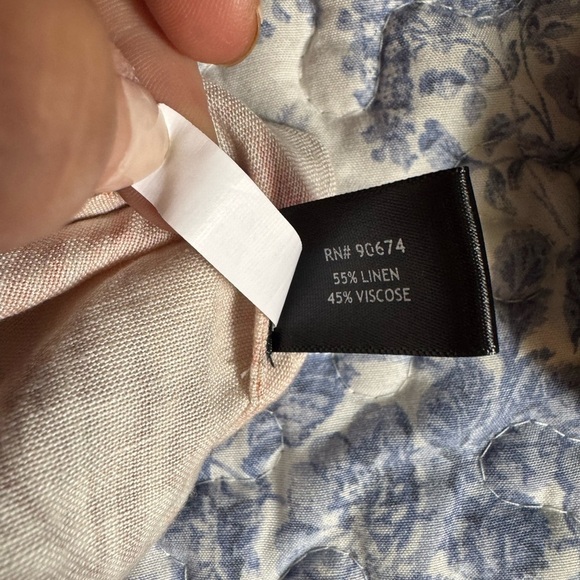 RN# 90674
55% LINEN
45% VISCOSE